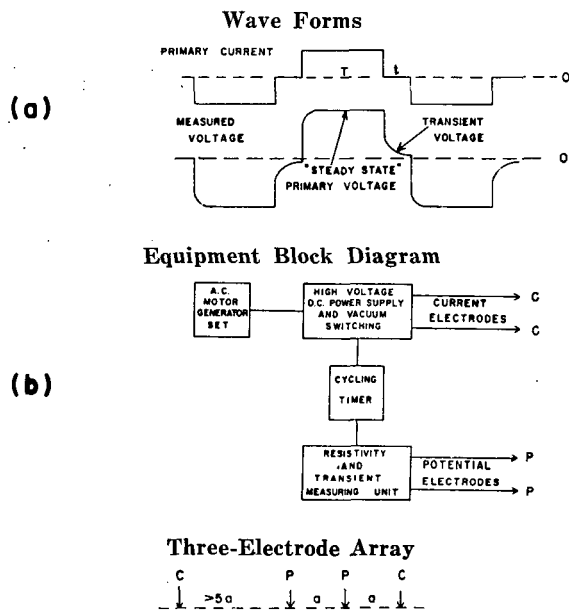 Wave Forms
PRIMARY CURRENT
T
t
O
(a)
MEASURED
VOLTAGE
TRANSIENT
VOLTAGE
O
"STEADY STATE"
PRIMARY VOLTAGE
Equipment Block Diagram
A.C.
MOTOR
GENERATOR
SET
HIGH VOLTAGE
D.C. POWER SUPPLY
AND VACUUM
SWITCHING
CURRENT
ELECTRODES
C
C
(b)
CYCLING
TIMER
RESISTIVITY
AND
TRANSIENT
MEASURING UNIT
POTENTIAL
ELECTRODES
P
P
Three-Electrode Array
C P P C
>5a a a